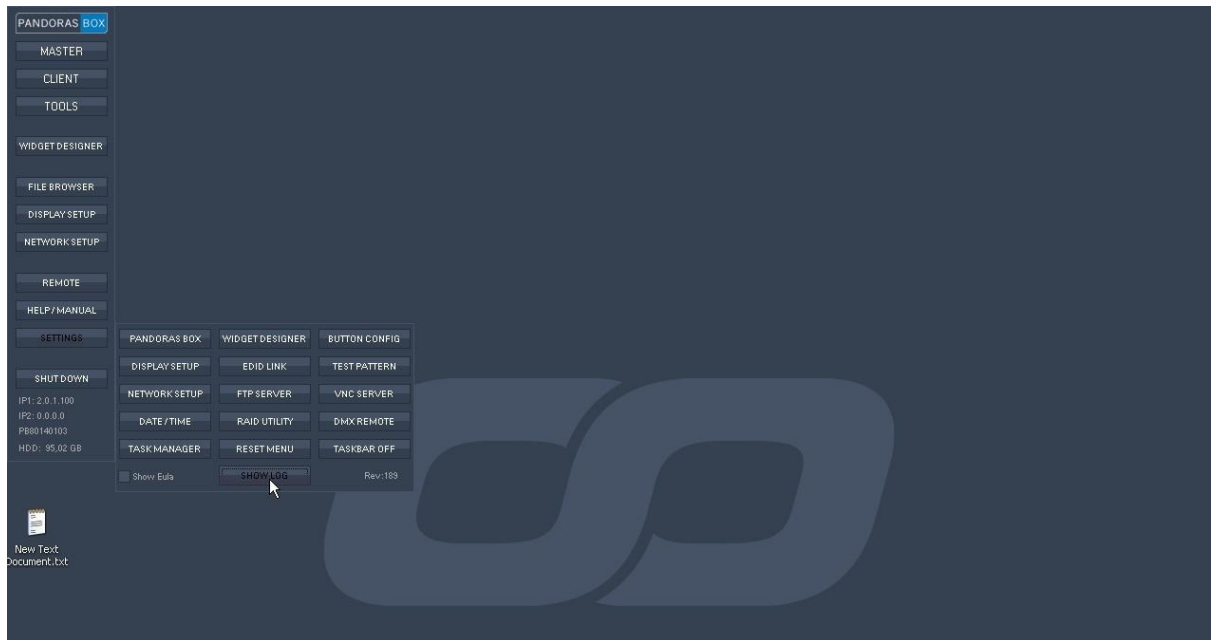 PANDORAS BOX
MASTER
CLIENT
TOOLS
WIDGET DESIGNER
FILE BROWSER
DISPLAY SETUP
NETWORK SETUP
REMOTE
HELP / MANUAL
SETTINGS
SHUT DOWN
IP1: 2.0.1.100
IP2: 0.0.0.0
PB80140103
HDD: 95,02 GB
PANDORAS BOX WIDGET DESIGNER BUTTON CONFIG
DISPLAY SETUP EDID LINK TEST PATTERN
NETWORK SETUP FTP SERVER VNC SERVER
DATE / TIME RAID UTILITY DMX REMOTE
TASK MANAGER RESET MENU TASKBAR OFF
Show Eula SHOW LOG Rev:189
New Text
Document.txt